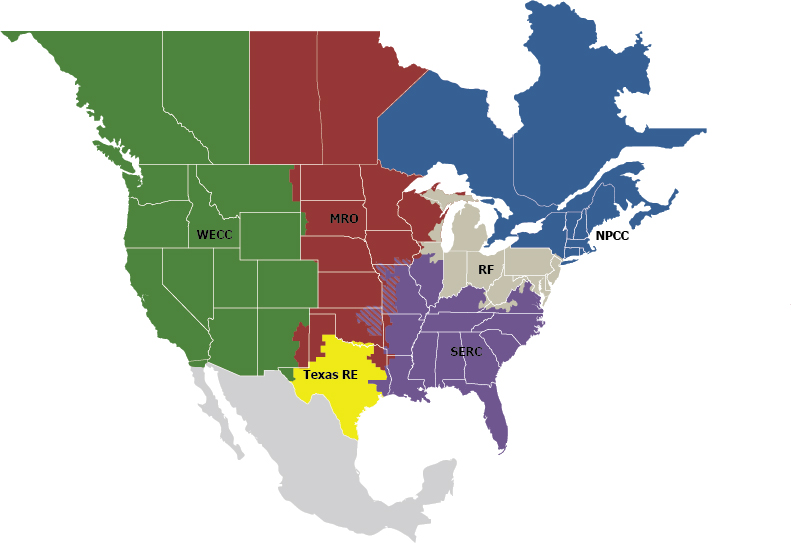 MRO
WECC
NPCC
RF
SERC
Texas RE